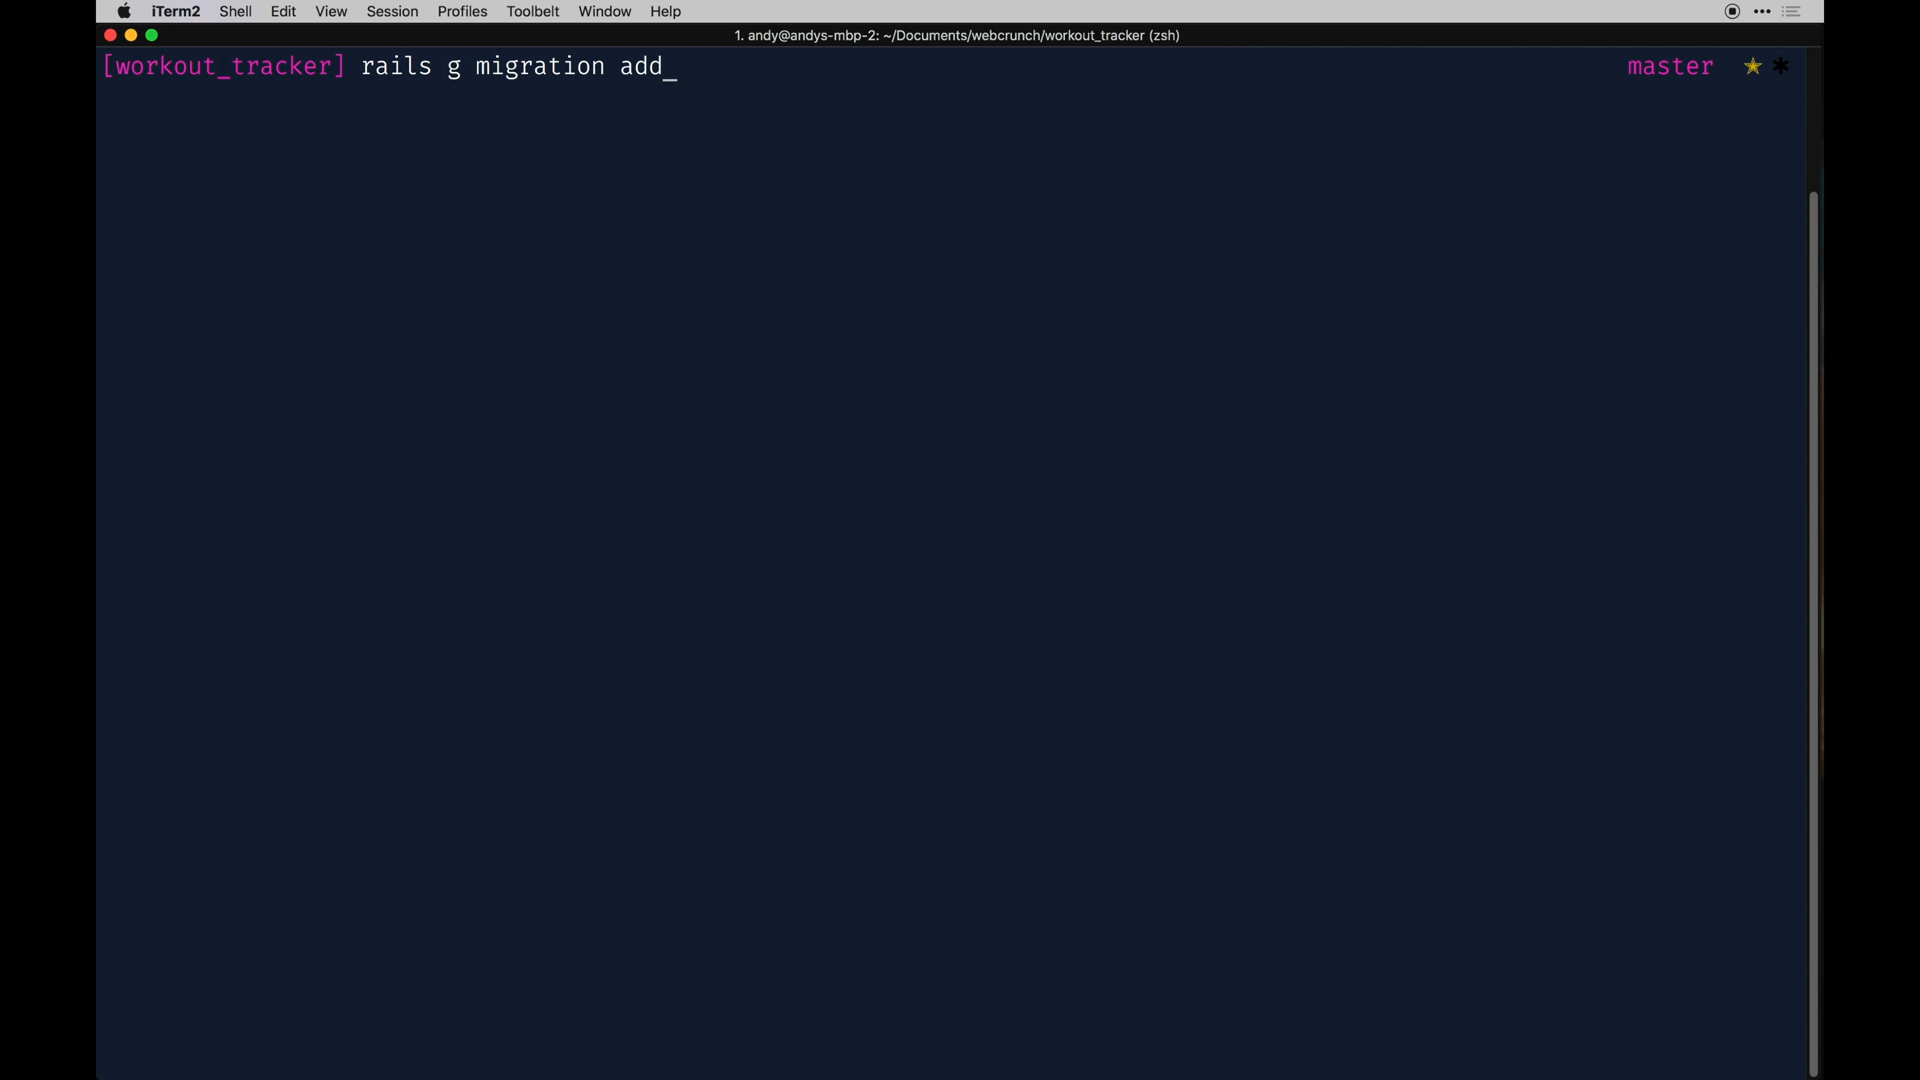 iTerm2 Shell Edit View Session Profiles Toolbelt Window Help
1. andy@andys-mbp-2: ~/Documents/webcrunch/workout_tracker (zsh)
[workout_tracker] rails g migration add_ master ★ *